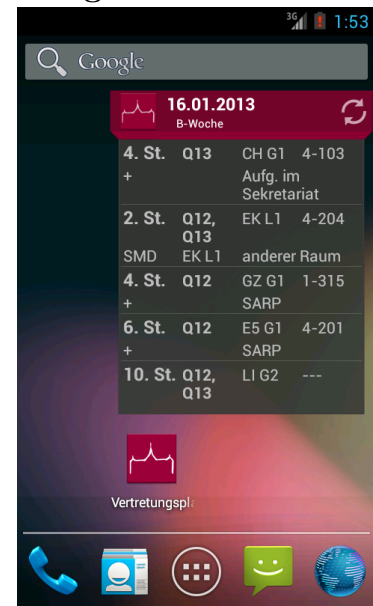 3G 1:53
Google
16.01.2013
B-Woche
4. St. Q13 CH G1 4-103
+ Aufg. im
Sekretariat
2. St. Q12, EK L1 4-204
Q13
SMD EK L1 anderer Raum
4. St. Q12 GZ G1 1-315
+ SARP
6. St. Q12 E5 G1 4-201
+ SARP
10. St. Q12, LI G2 ---
Q13
Vertretungspla